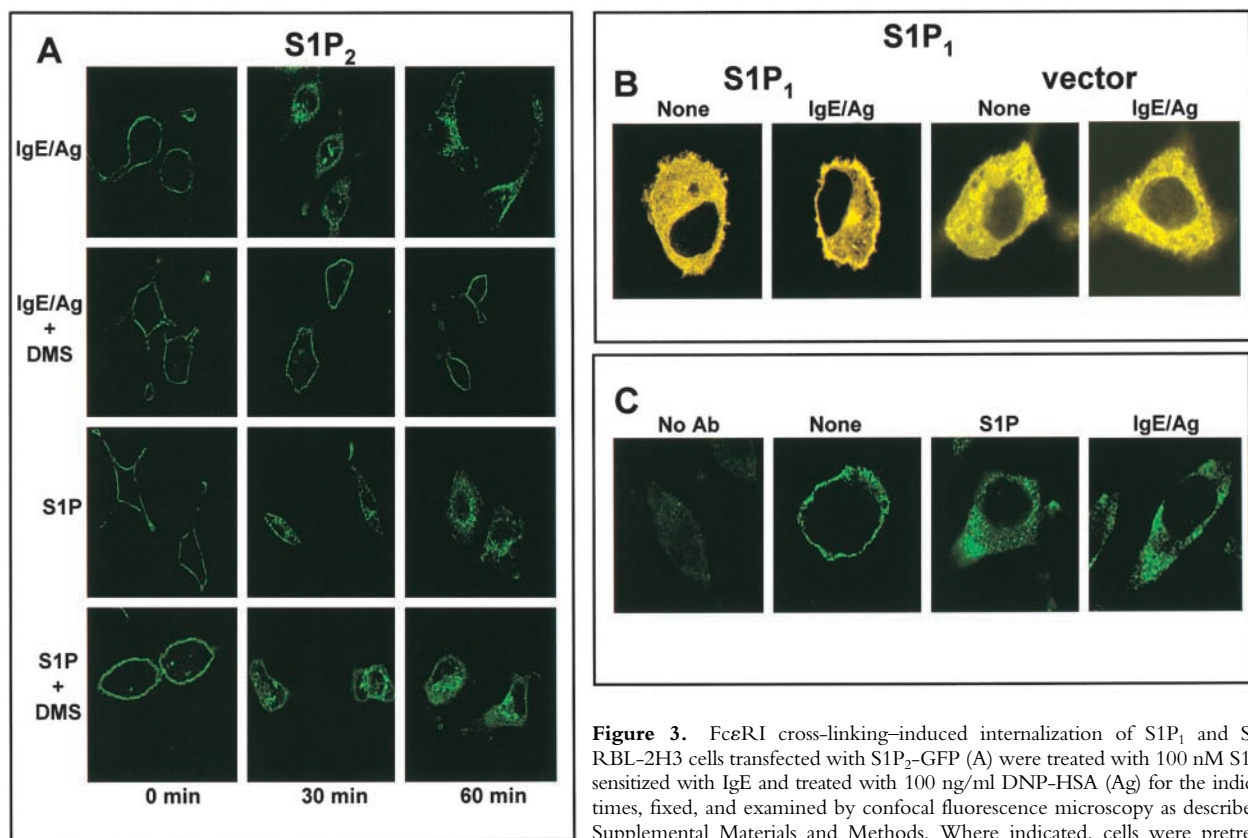 A
S1P₂
IgE/Ag
IgE/Ag
+
DMS
S1P
S1P
+
DMS
0 min 30 min 60 min
S1P₁
B
S1P₁ vector
None IgE/Ag None IgE/Ag
C
No Ab None S1P IgE/Ag
Figure 3. FcεRI cross-linking–induced internalization of S1P₁ and
RBL-2H3 cells transfected with S1P₂-GFP (A) were treated with 100 nM
sensitized with IgE and treated with 100 ng/ml DNP-HSA (Ag) for the
times, fixed, and examined by confocal fluorescence microscopy as
Supplemental Materials and Methods. Where indicated, cells were